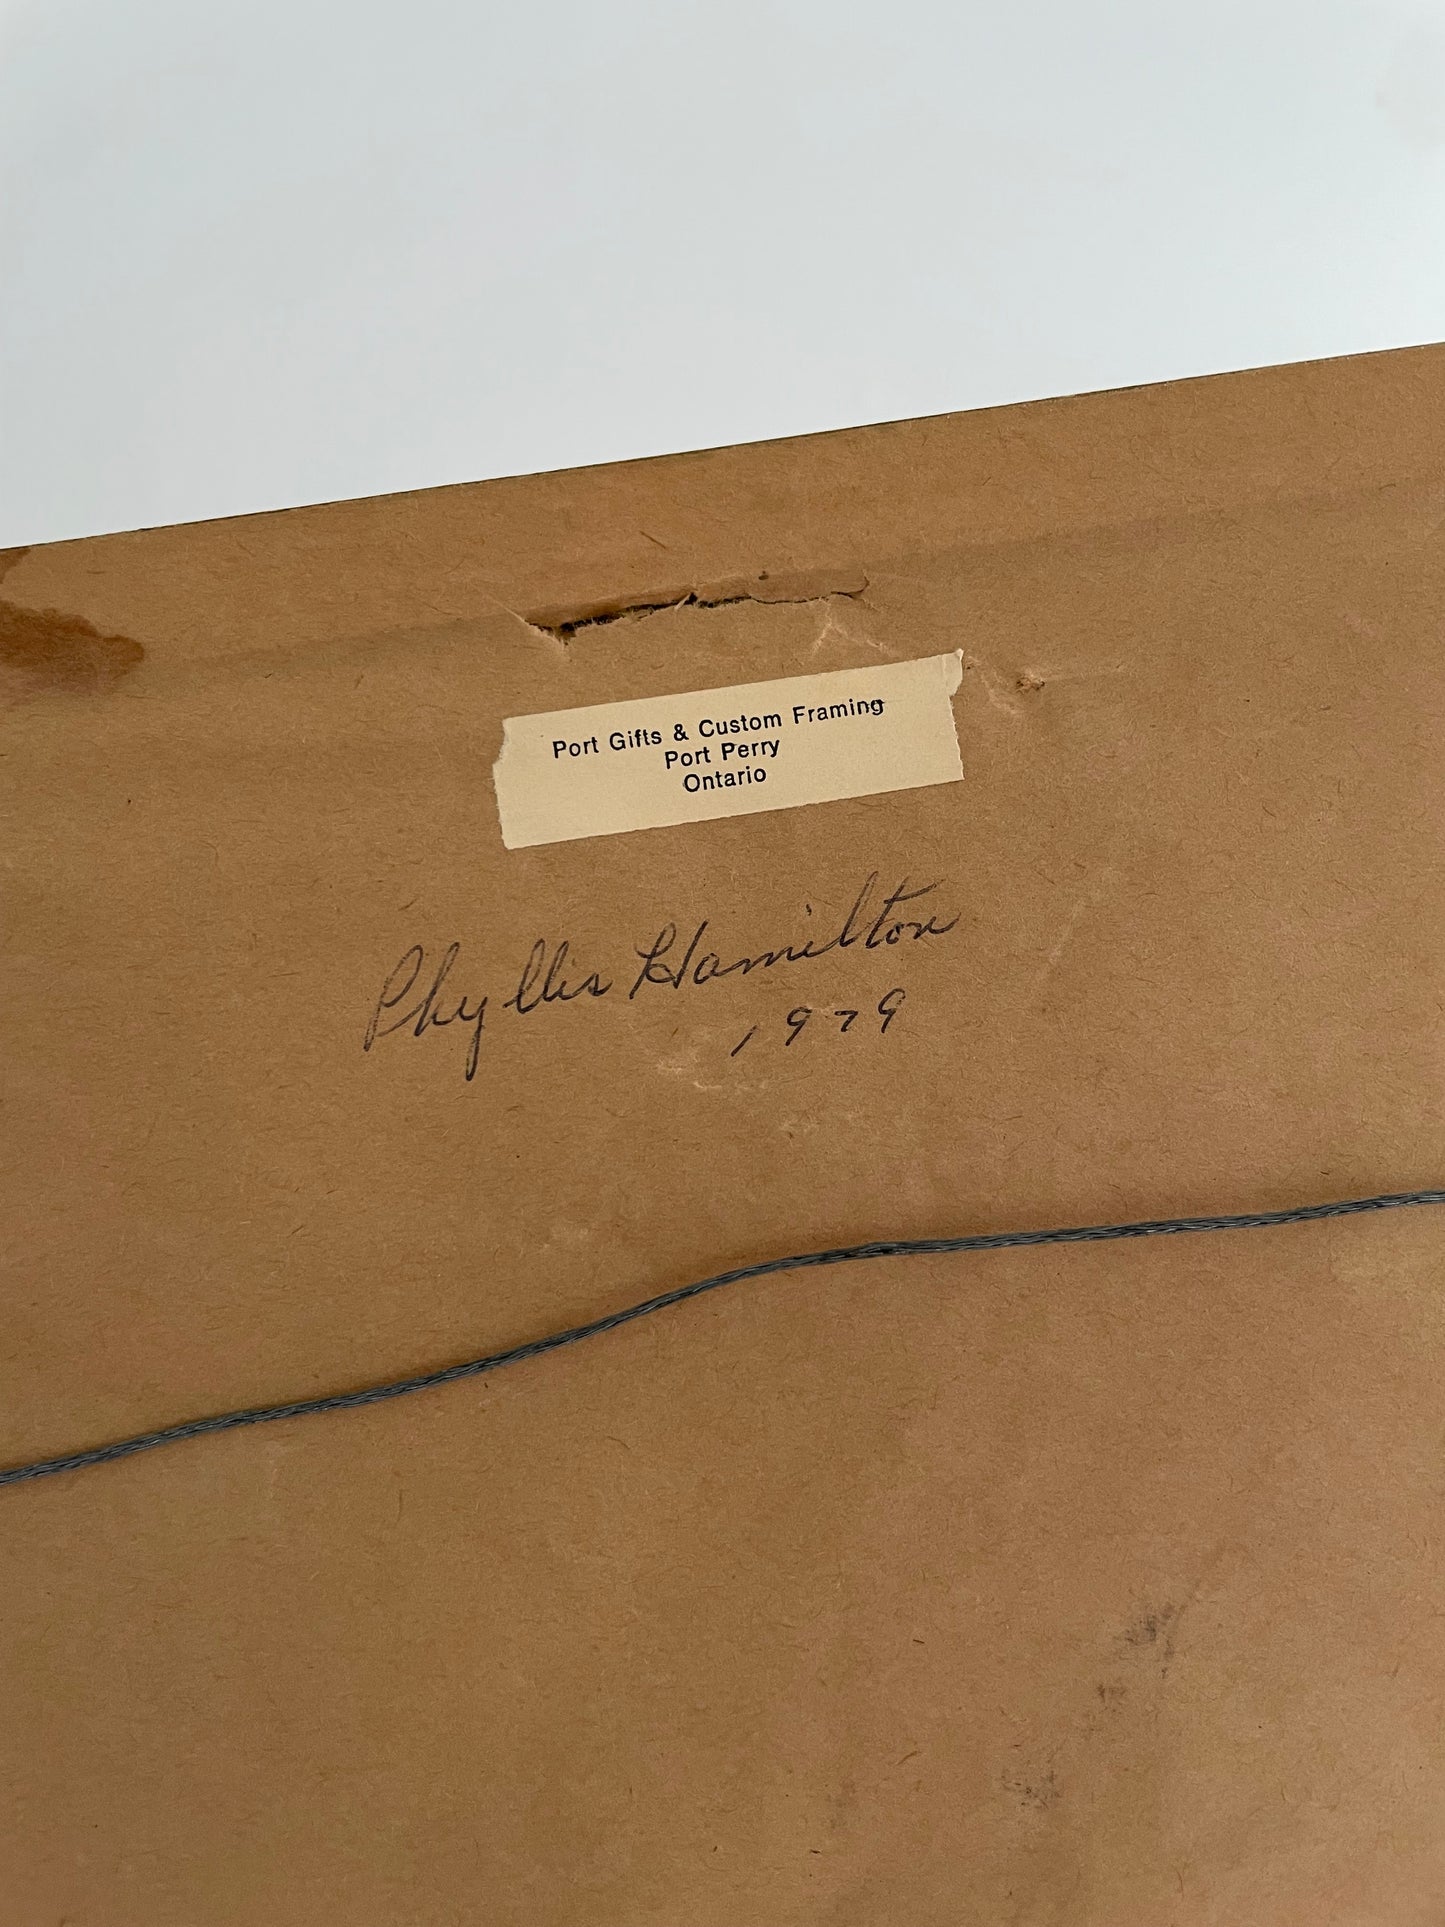 Port Gifts & Custom Framing
Port Perry
Ontario
Phyllis Hamilton
1979